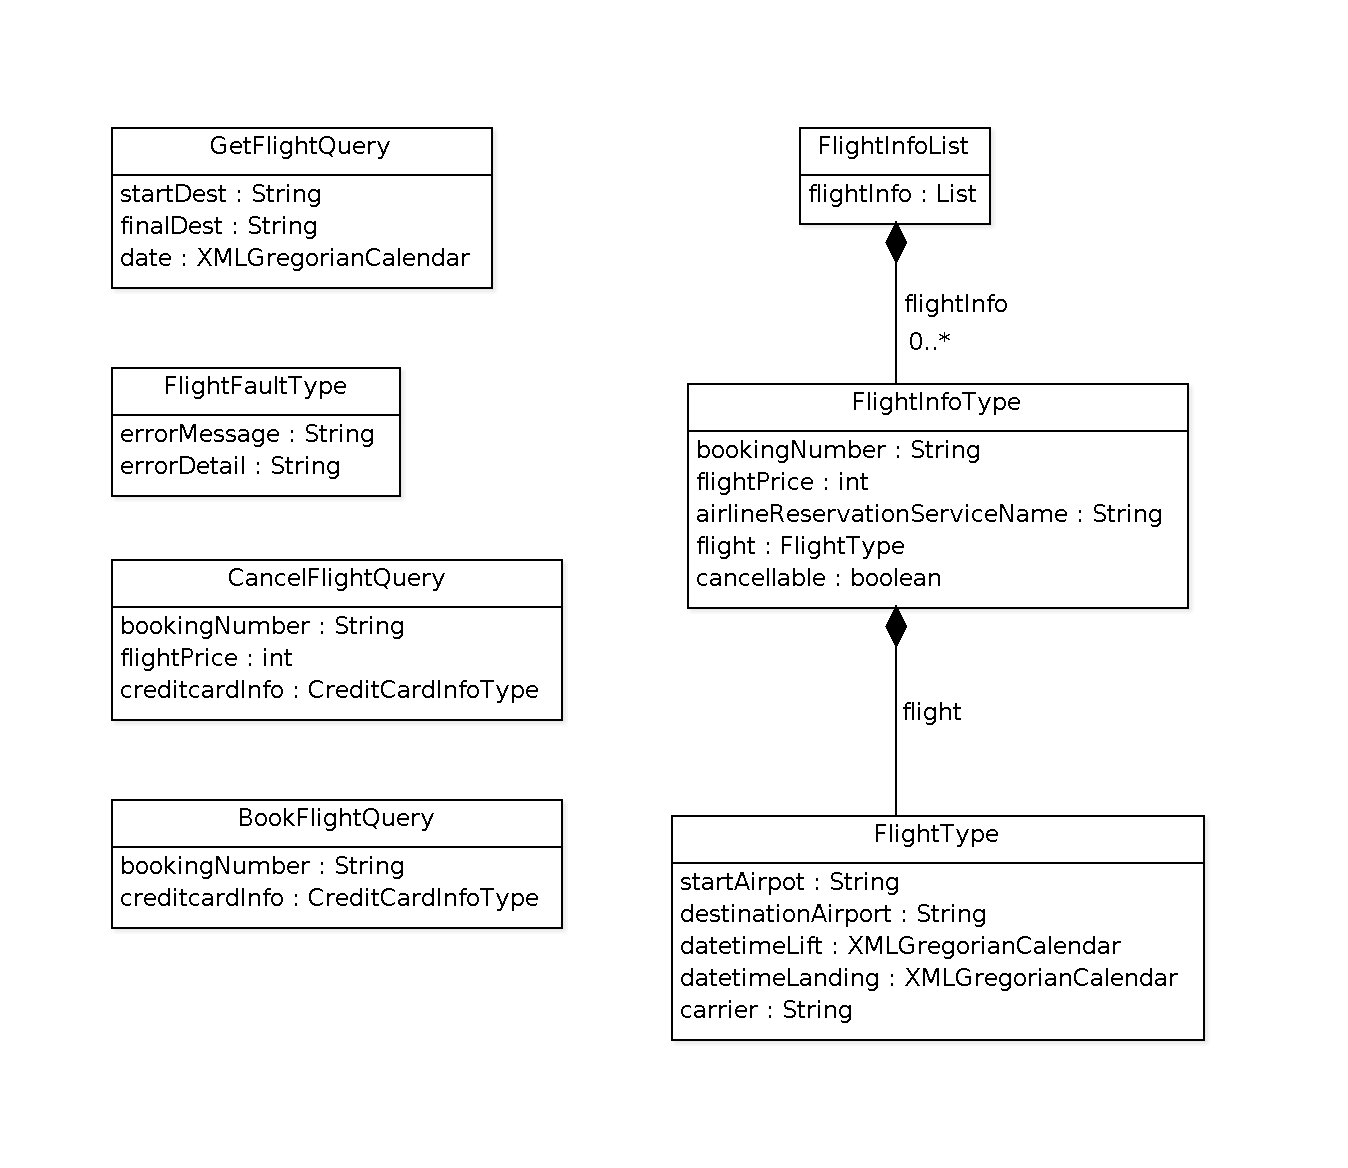 GetFlightQuery
startDest : String
finalDest : String
date : XMLGregorianCalendar
FlightFaultType
errorMessage : String
errorDetail : String
CancelFlightQuery
bookingNumber : String
flightPrice : int
creditcardInfo : CreditCardInfoType
BookFlightQuery
bookingNumber : String
creditcardInfo : CreditCardInfoType
FlightInfoList
flightInfo : List
flightInfo
0..*
FlightInfoType
bookingNumber : String
flightPrice : int
airlineReservationServiceName : String
flight : FlightType
cancellable : boolean
flight
FlightType
startAirpot : String
destinationAirport : String
datetimeLift : XMLGregorianCalendar
datetimeLanding : XMLGregorianCalendar
carrier : String